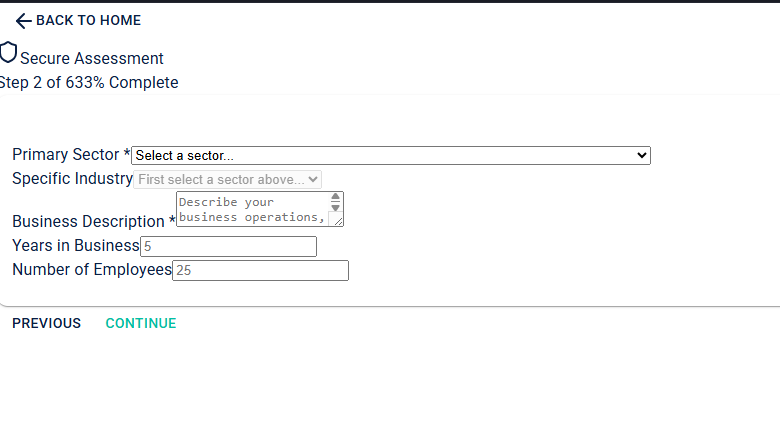 BACK TO HOME
Secure Assessment
Step 2 of 633% Complete
Primary Sector * Select a sector...
Specific Industry First select a sector above...
Business Description * Describe your
business operations,
Years in Business 5
Number of Employees 25
PREVIOUS CONTINUE